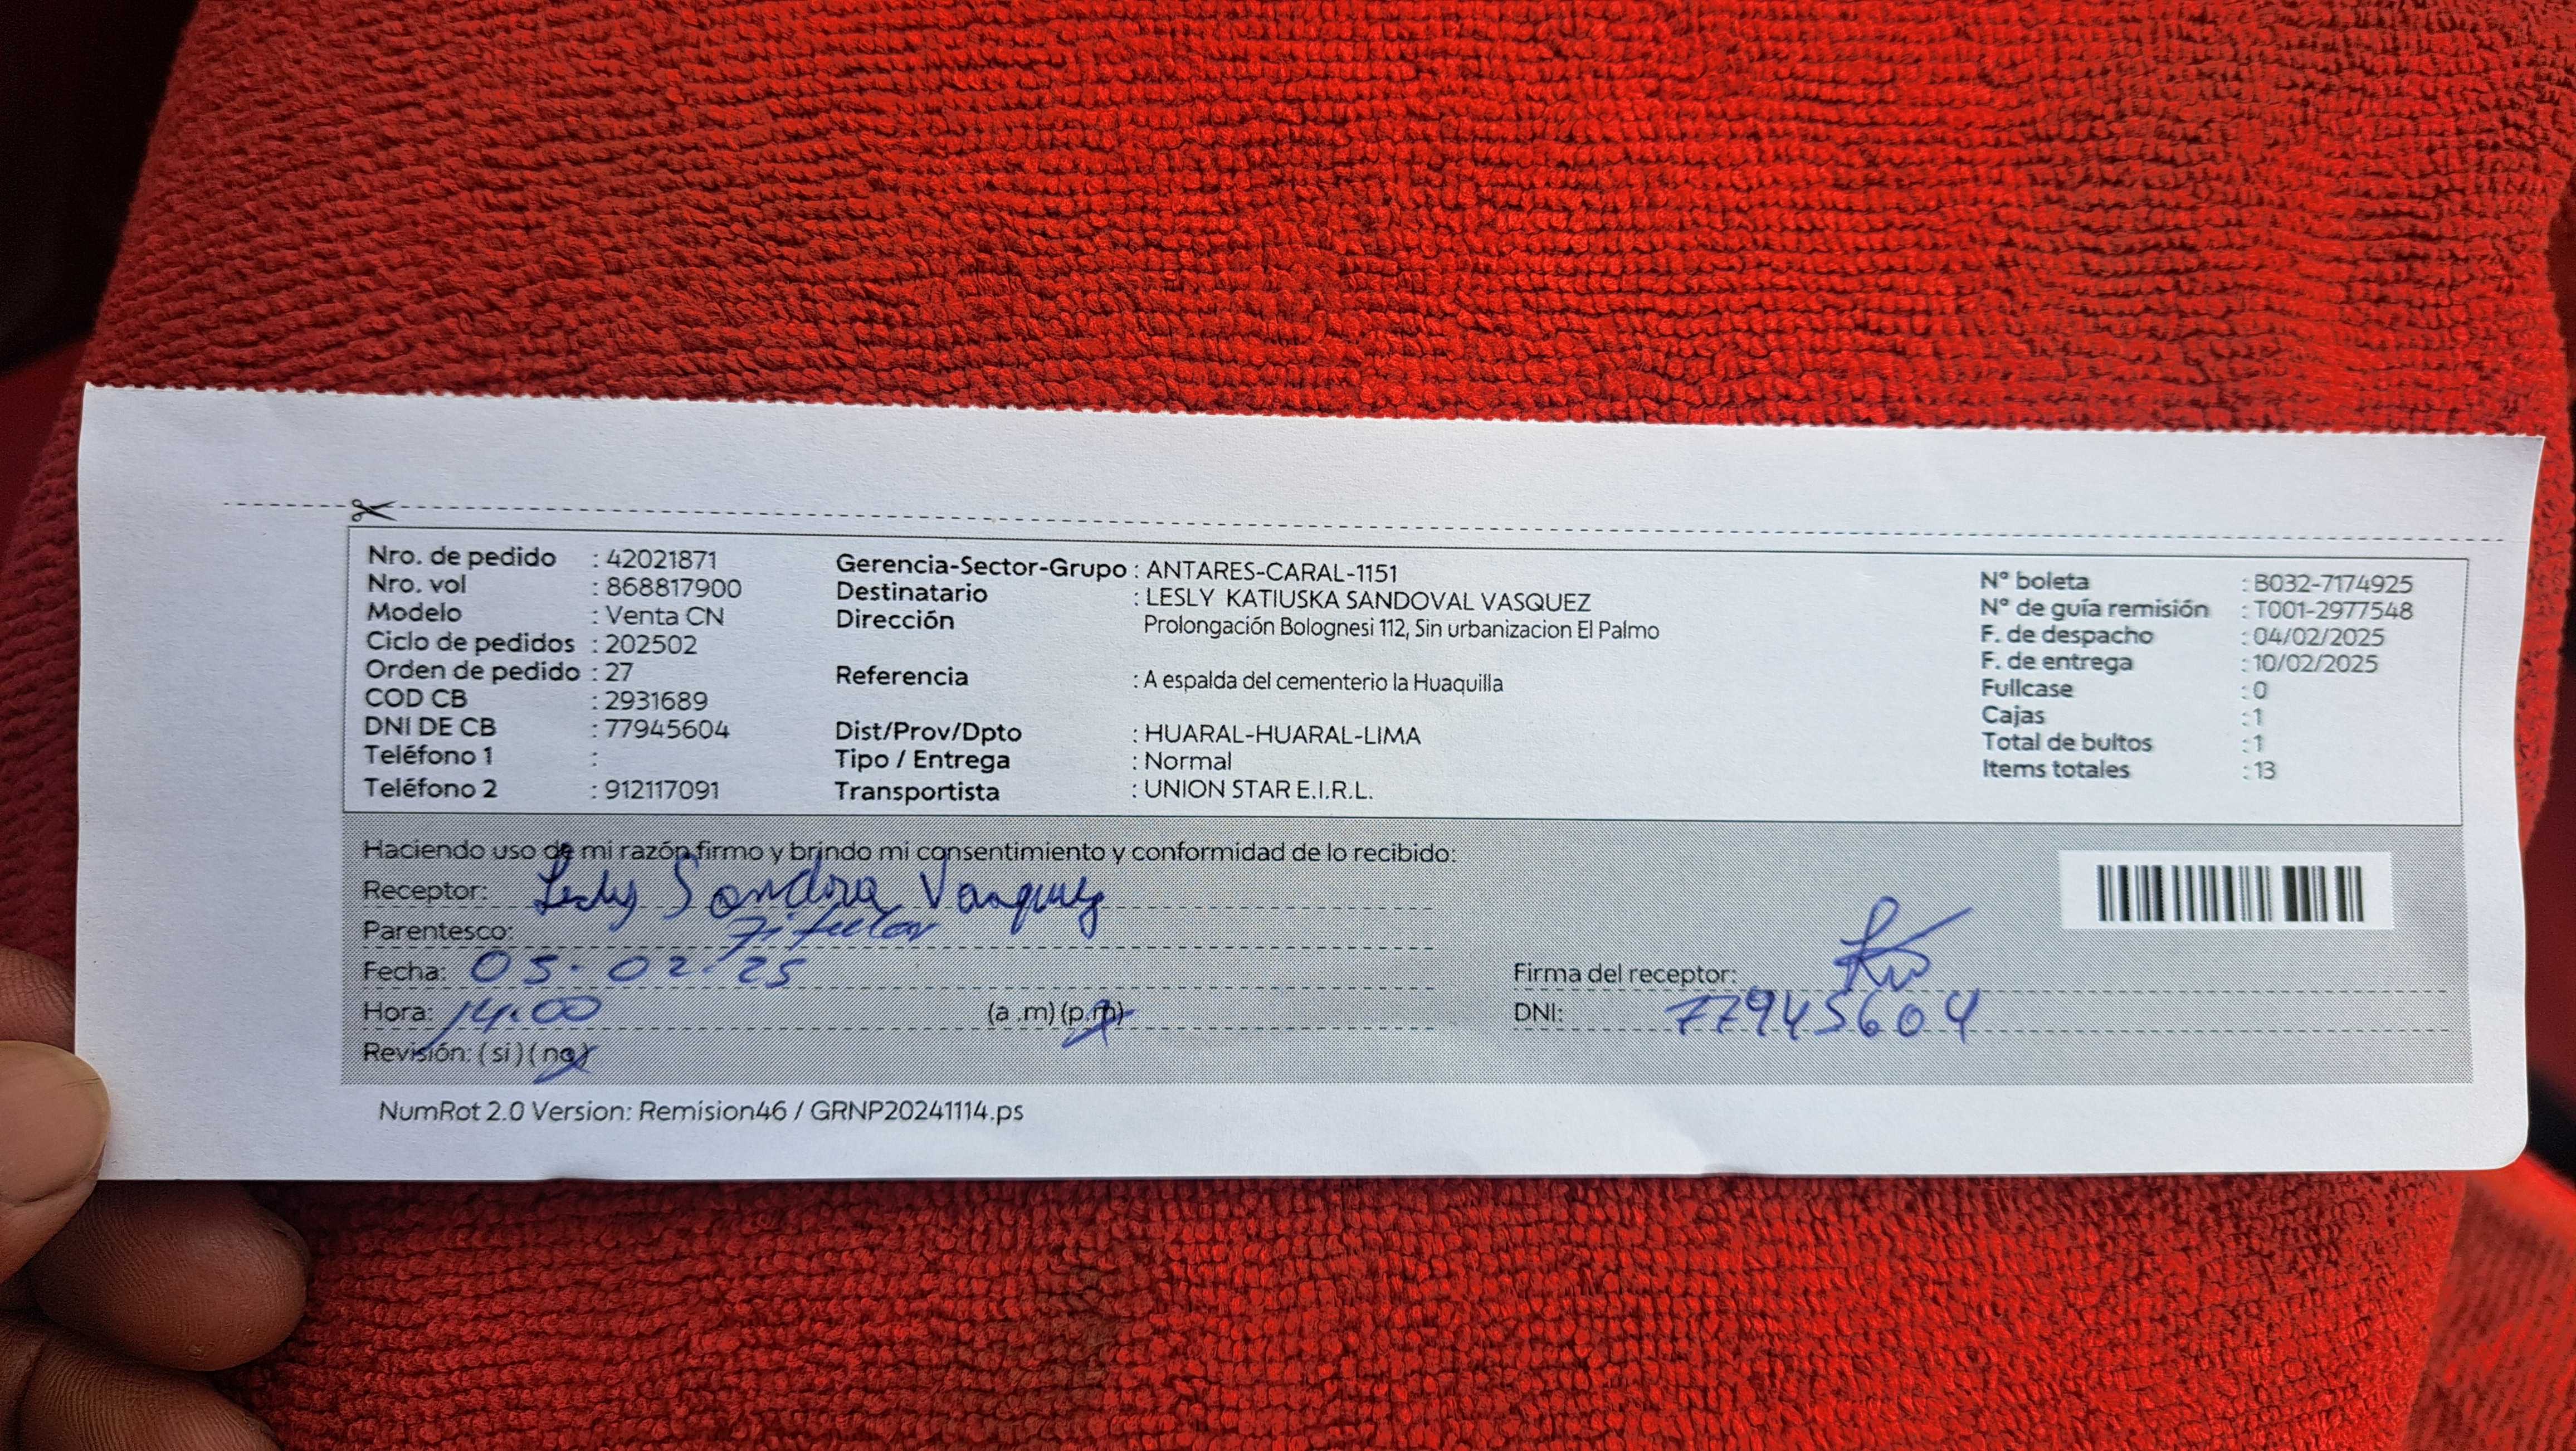 Nro. de pedido : 42021871
Nro. vol : 868817900
Modelo : Venta CN
Ciclo de pedidos : 202502
Orden de pedido : 27
COD CB : 2931689
DNI DE CB : 77945604
Teléfono 1 :
Teléfono 2 : 912117091
Gerencia-Sector-Grupo : ANTARES-CARAL-1151
Destinatario : LESLY KATIUSKA SANDOVAL VASQUEZ
Dirección Prolongación Bolognesi 112, Sin urbanizacion El Palmo
Referencia : A espalda del cementerio la Huaquilla
Dist/Prov/Dpto : HUARAL-HUARAL-LIMA
Tipo / Entrega : Normal
Transportista : UNION STAR E.I.R.L.
N° boleta : B032-7174925
N° de guía remisión : T001-2977548
F. de despacho : 04/02/2025
F. de entrega : 10/02/2025
Fullcase : 0
Cajas : 1
Total de bultos : 1
Items totales : 13
Haciendo uso de mi razón firmo y brindo mi consentimiento y conformidad de lo recibido:
Receptor: Lesly Sandra Vasquez
Parentesco: Titular
Fecha: 05.02.25
Hora: 14.00 (a .m) (p.m)
Revisión: (si) (no)
Firma del receptor:
DNI: 77945604
NumRot 2.0 Version: Remision46 / GRNP20241114.ps